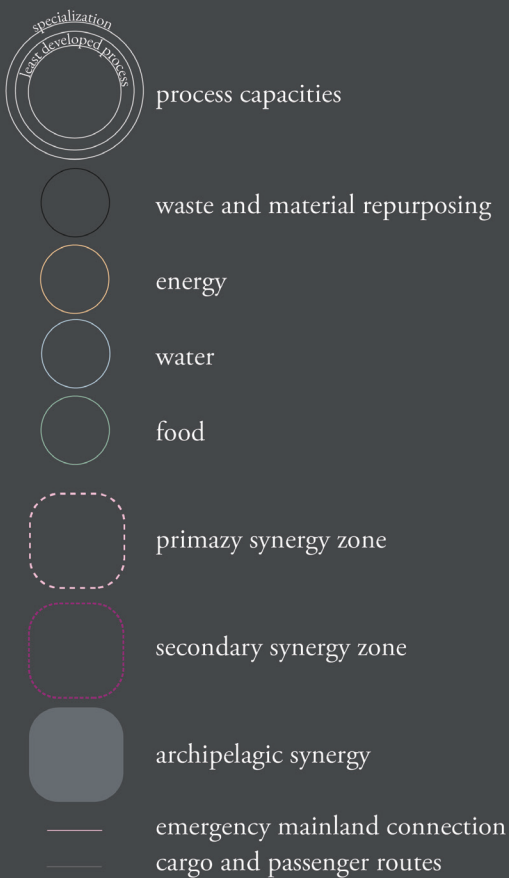 specialization
least developed process
process capacities
waste and material repurposing
energy
water
food
primazy synergy zone
secondary synergy zone
archipelagic synergy
emergency mainland connection
cargo and passenger routes